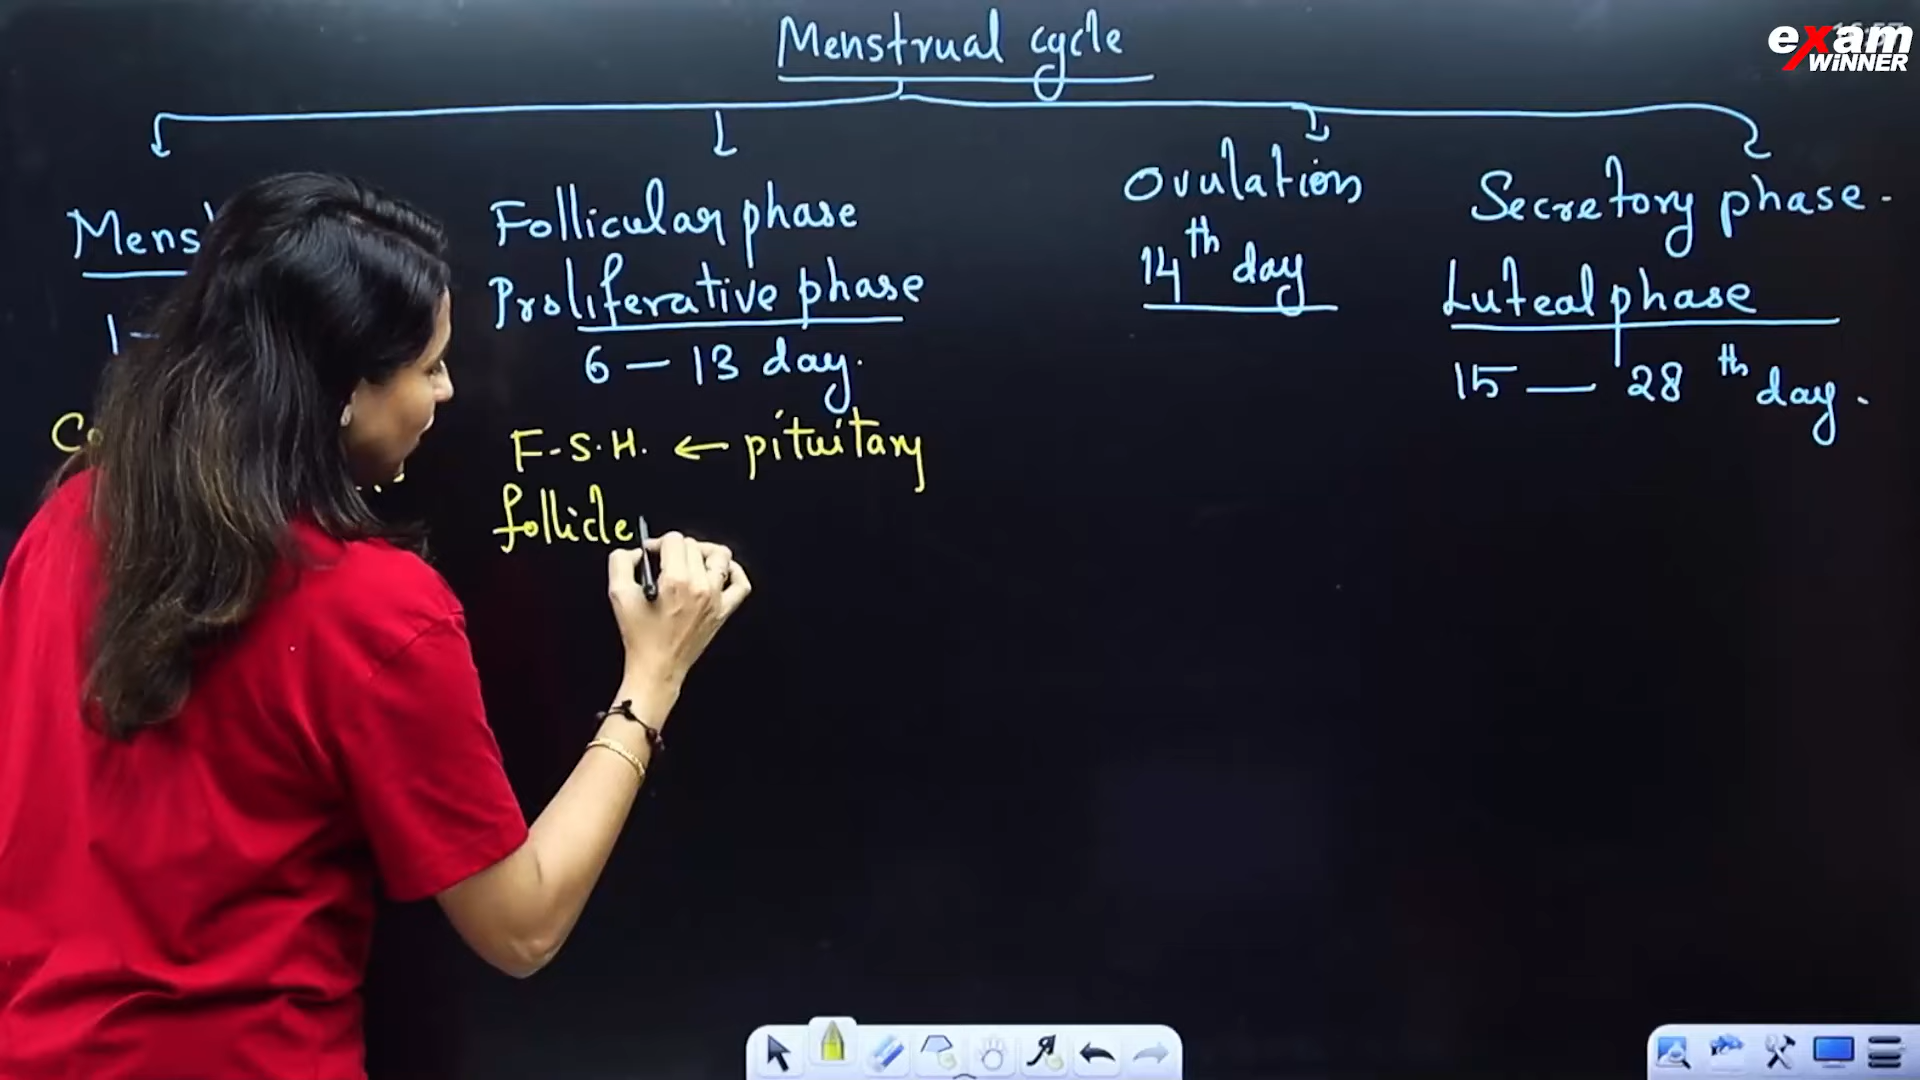 Menstrual cycle
exam
WiNNER
Mens
1-
Follicular phase
Proliferative phase
6 — 13 day.
F-S.H. ← pituitary
follicle
Ovulation
14th day
Secretory phase.
Luteal phase
15 — 28th day.